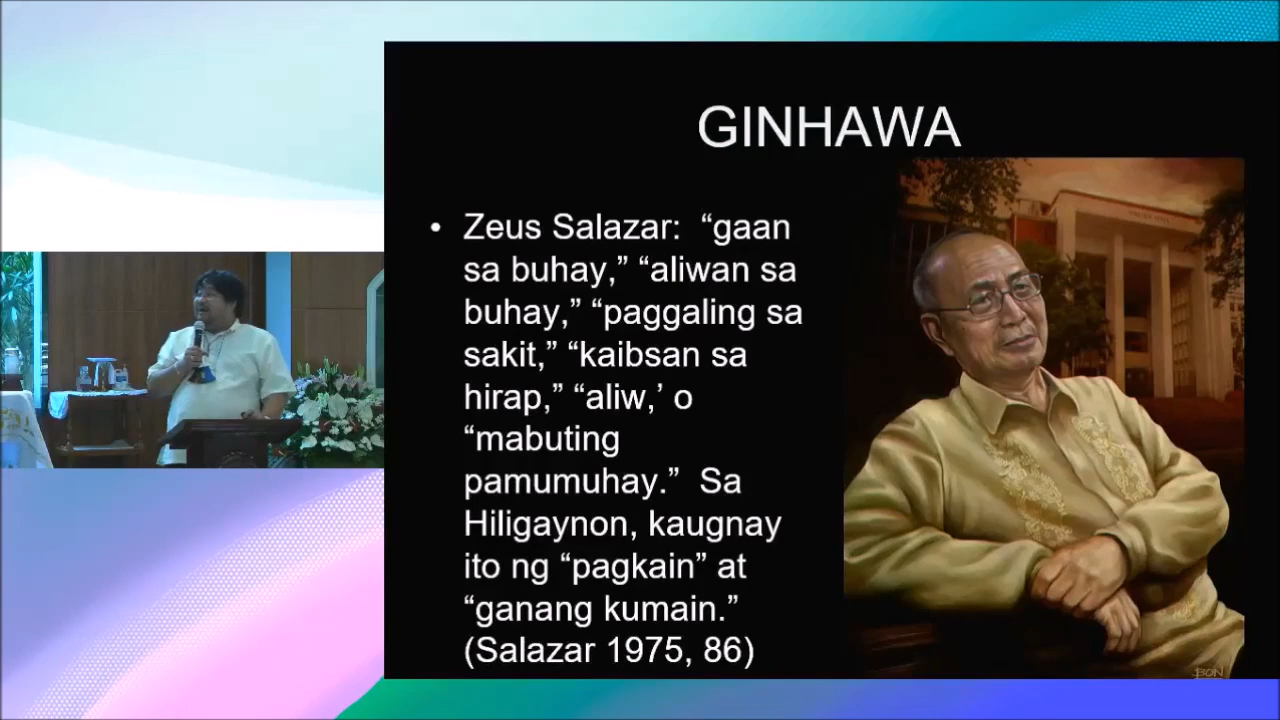 GINHAWA
• Zeus Salazar:  “gaan
sa buhay,” “aliwan sa
buhay,” “paggaling sa
sakit,” “kaibsan sa
hirap,” “aliw,’ o
“mabuting
pamumuhay.”  Sa
Hiligaynon, kaugnay
ito ng “pagkain” at
“ganang kumain.”
(Salazar 1975, 86)
BON